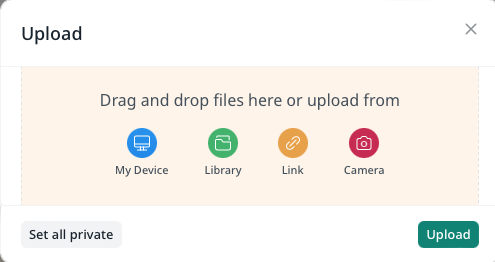 Upload
Drag and drop files here or upload from
My Device Library Link Camera
Set all private Upload